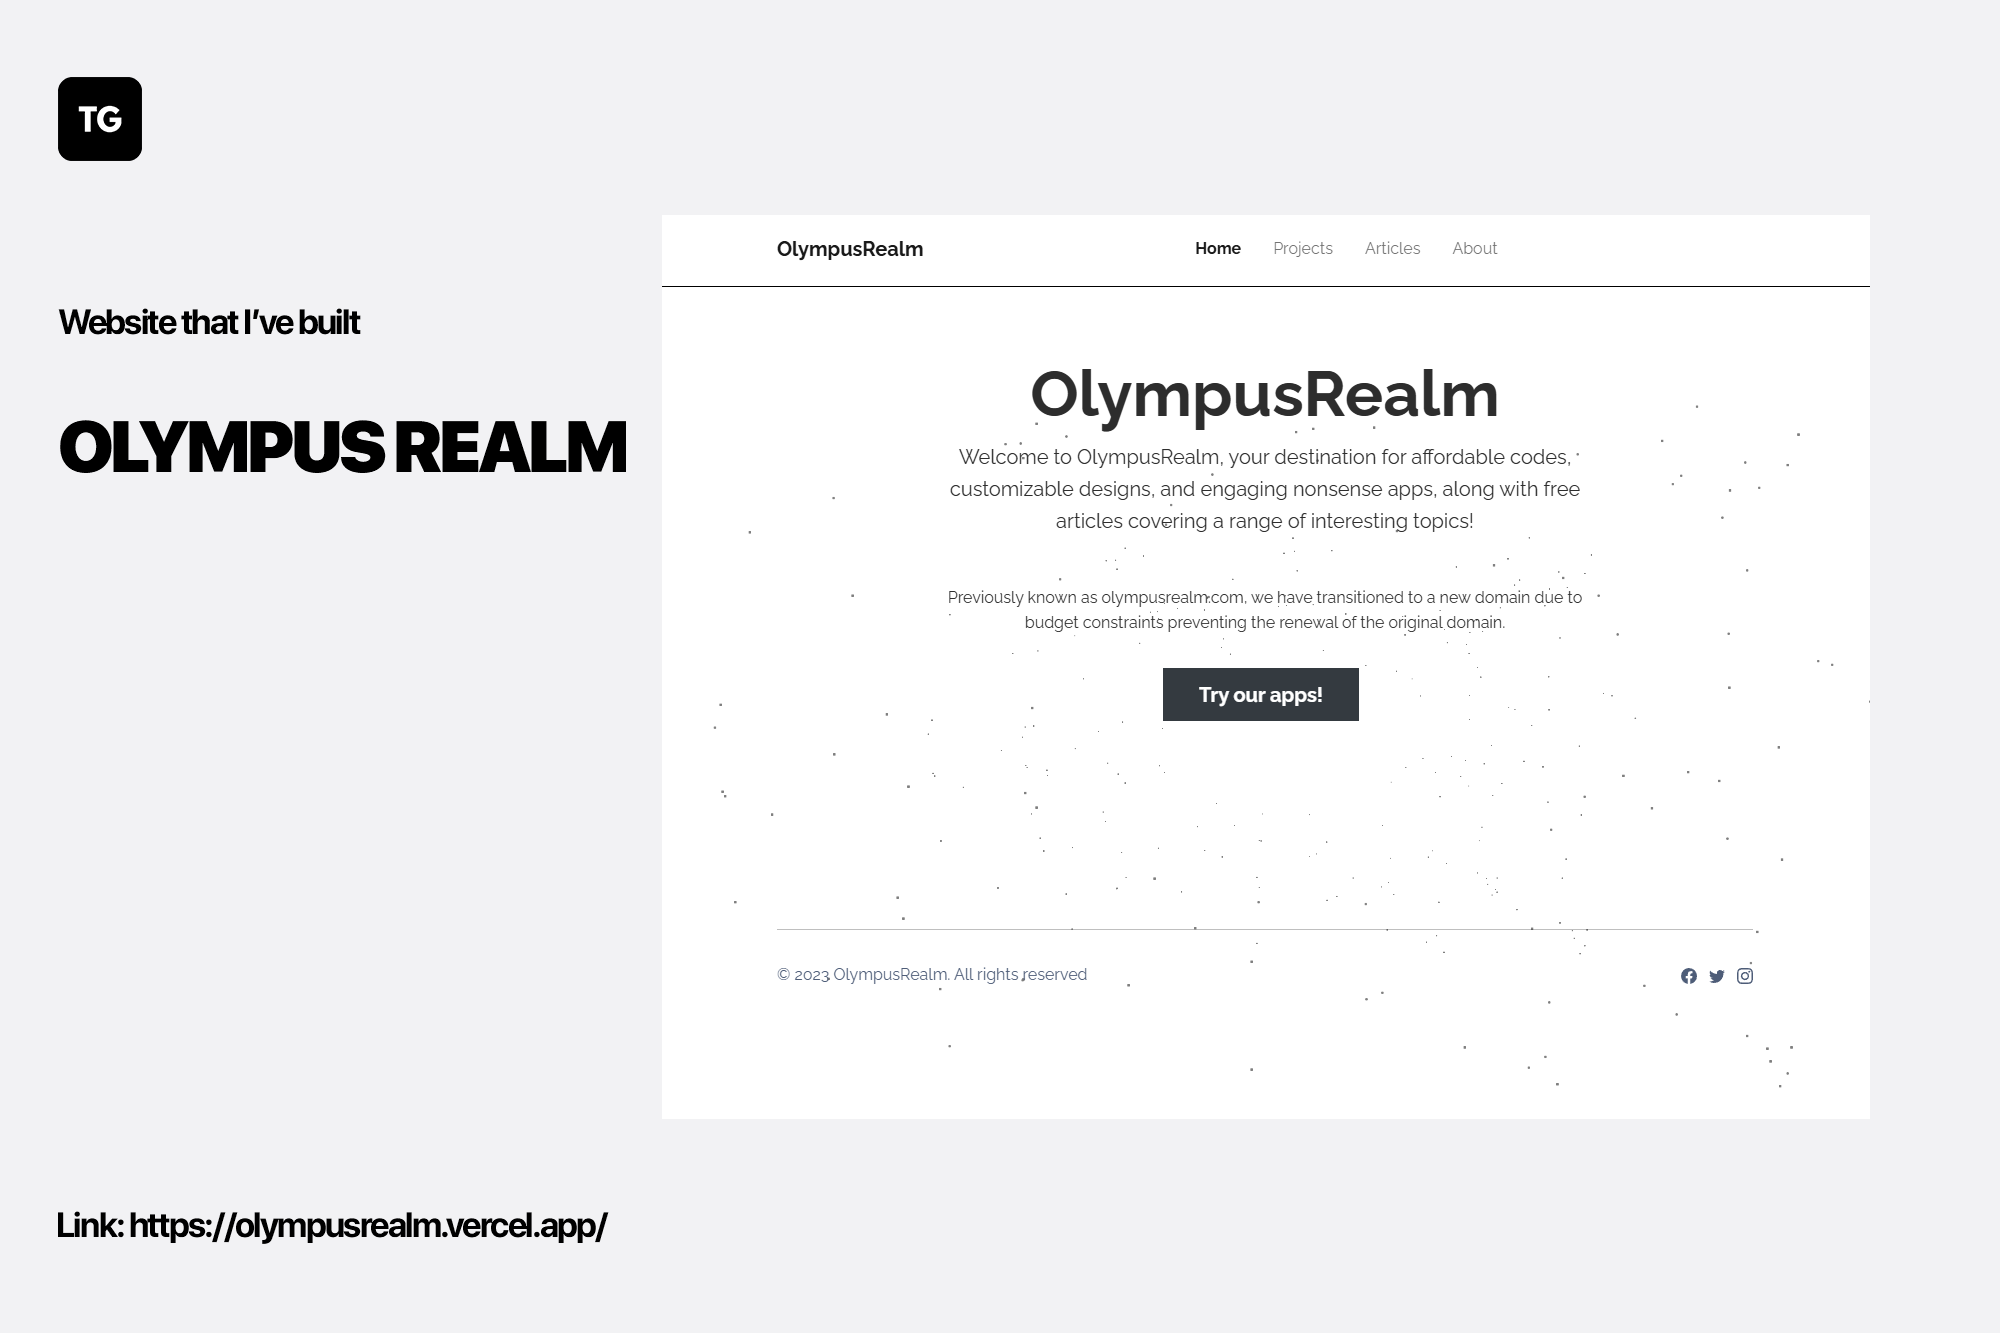 TG
Website that I've built
OLYMPUS REALM
OlympusRealm
Home Projects Articles About
OlympusRealm
Welcome to OlympusRealm, your destination for affordable codes,
customizable designs, and engaging nonsense apps, along with free
articles covering a range of interesting topics!
Previously known as olympusrealm.com, we have transitioned to a new domain due to
budget constraints preventing the renewal of the original domain.
Try our apps!
© 2023 OlympusRealm. All rights reserved
Link: https://olympusrealm.vercel.app/